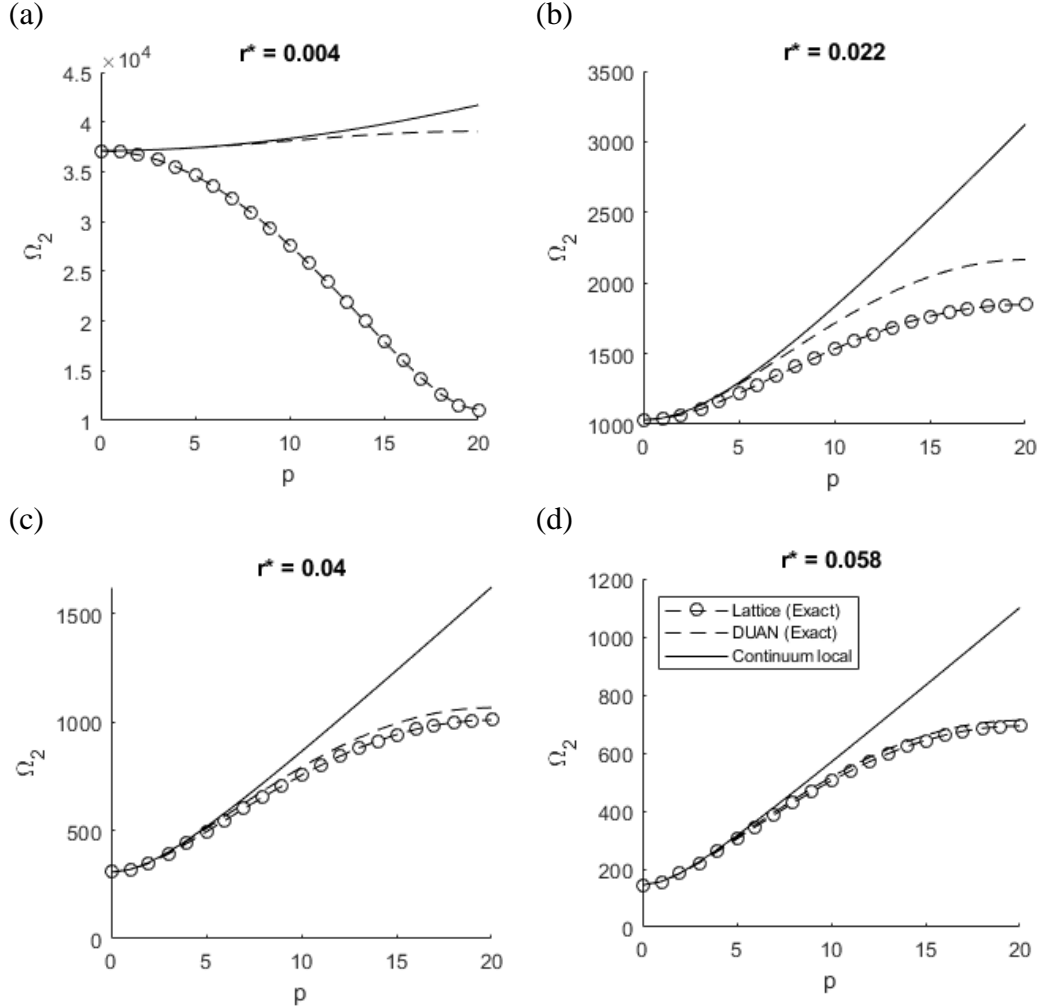 (a)
r* = 0.004
× 10⁴
4.5
4
3.5
3
2.5
2
1.5
1
0
5
10
15
20
Ω₂
p
(b)
r* = 0.022
3500
3000
2500
2000
1500
1000
0
5
10
15
20
Ω₂
p
(c)
r* = 0.04
1500
1000
500
0
0
5
10
15
20
Ω₂
p
(d)
r* = 0.058
1200
1000
800
600
400
200
0
0
5
10
15
20
Ω₂
p
Lattice (Exact)
DUAN (Exact)
Continuum local